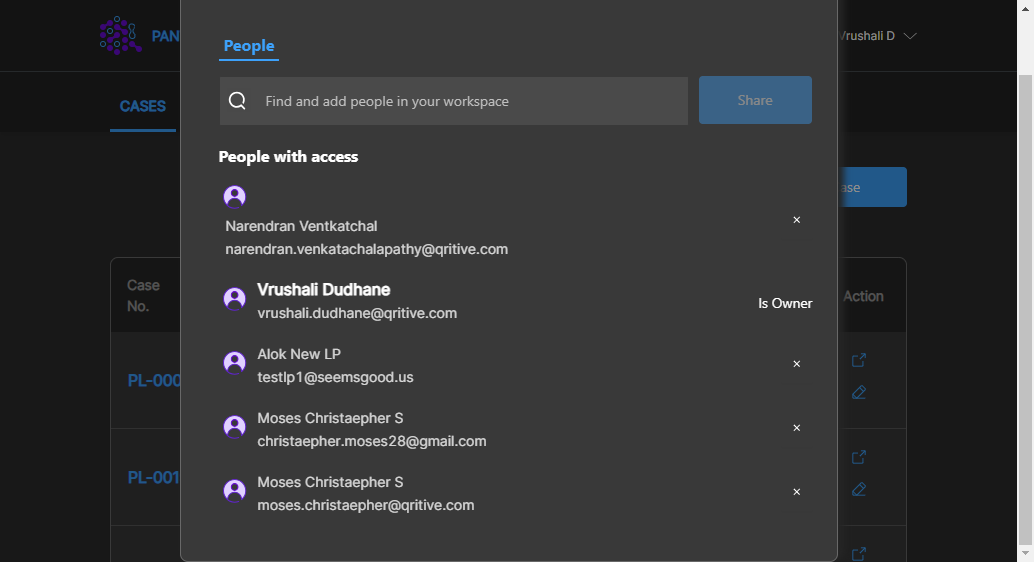 PAN
Vrushali D
People
Find and add people in your workspace
Share
CASES
People with access
Narendran Ventkatchal
narendran.venkatachalapathy@qritive.com
Vrushali Dudhane
vrushali.dudhane@qritive.com
Is Owner
Alok New LP
testlp1@seemsgood.us
Moses Christaepher S
christaepher.moses28@gmail.com
Moses Christaepher S
moses.christaepher@qritive.com
ase
Case
No.
Action
PL-000
PL-001